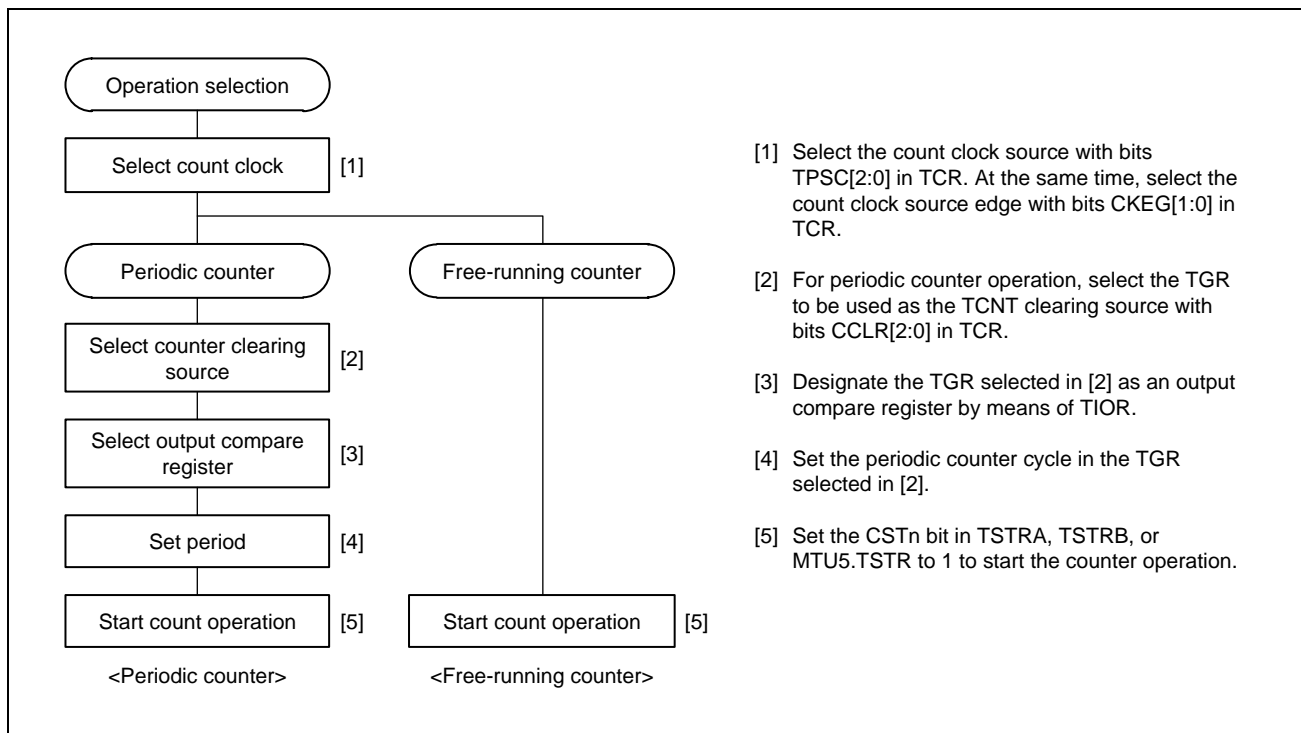 Operation selection
Select count clock [1]
Periodic counter
Free-running counter
Select counter clearing
source
[2]
Select output compare
register
[3]
Set period [4]
Start count operation [5]
Start count operation [5]
<Periodic counter>
<Free-running counter>
[1] Select the count clock source with bits
TPSC[2:0] in TCR. At the same time, select the
count clock source edge with bits CKEG[1:0] in
TCR.
[2] For periodic counter operation, select the TGR
to be used as the TCNT clearing source with
bits CCLR[2:0] in TCR.
[3] Designate the TGR selected in [2] as an output
compare register by means of TIOR.
[4] Set the periodic counter cycle in the TGR
selected in [2].
[5] Set the CSTn bit in TSTRA, TSTRB, or
MTU5.TSTR to 1 to start the counter operation.